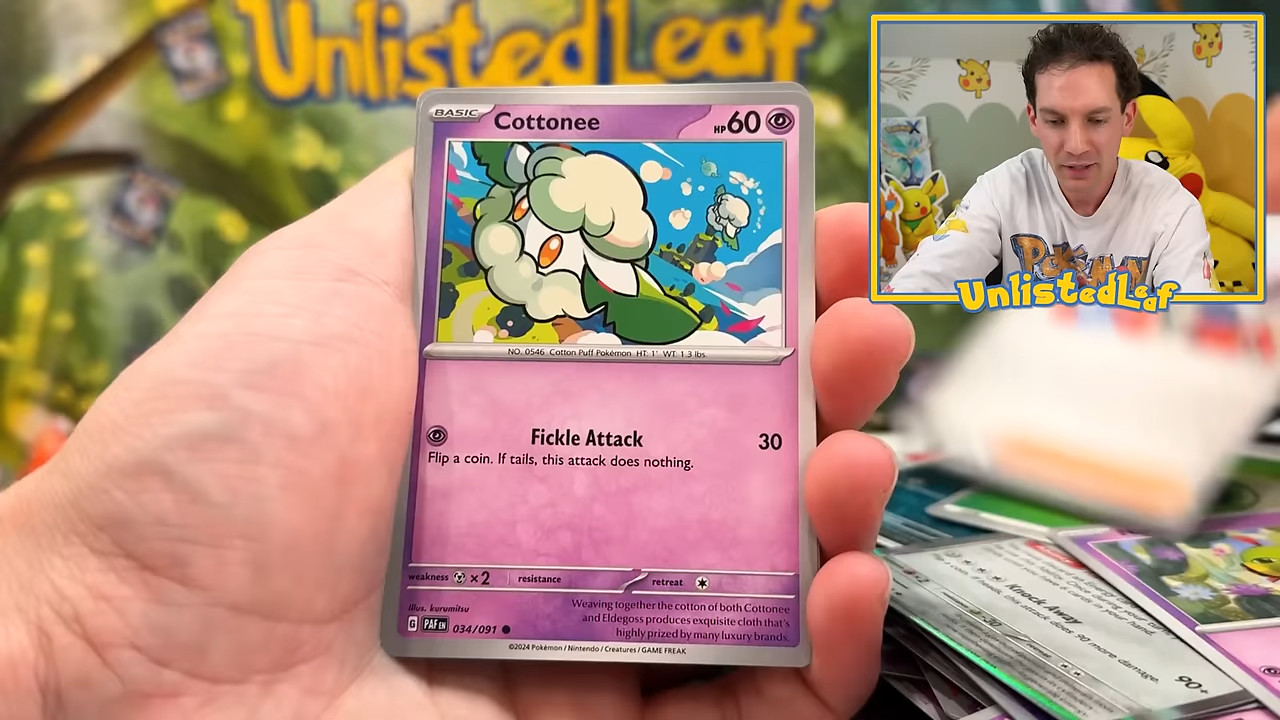 UnlistedLeaf
BASIC Cottonee HP 60
NO. 0546 Cotton Puff Pokémon HT: 1' WT: 1.3 lbs.
Fickle Attack 30
Flip a coin. If tails, this attack does nothing.
weakness ×2 resistance retreat
Illus. kurumitsu
Weaving together the cotton of both Cottonee
and Eldegoss produces exquisite cloth that's
highly prized by many luxury brands.
G PAF EN 034/091
©2024 Pokémon / Nintendo / Creatures / GAME FREAK
POKéMON
UnlistedLeaf
Knock Away
90+